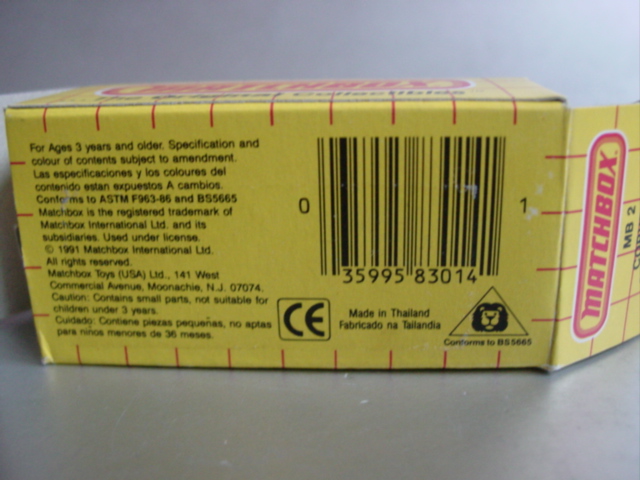 MATCHBOX
For Ages 3 years and older. Specification and
colour of contents subject to amendment.
Las especificaciones y los coloures del
contenido estan expuestos A cambios.
Conforms to ASTM F963-86 and BS5665
Matchbox is the registered trademark of
Matchbox International Ltd. and its
subsidiaries. Used under license.
© 1991 Matchbox International Ltd.
All rights reserved.
Matchbox Toys (USA) Ltd., 141 West
Commercial Avenue, Moonachie, N.J. 07074.
Caution: Contains small parts, not suitable for
children under 3 years.
Cuidado: Contiene piezas pequeñas, no aptas
para niños menores de 36 meses.
0 35995 83014 1
CE
Made in Thailand
Fabricado na Tailandia
Conforms to BS5665
MATCHBOX
MB 2